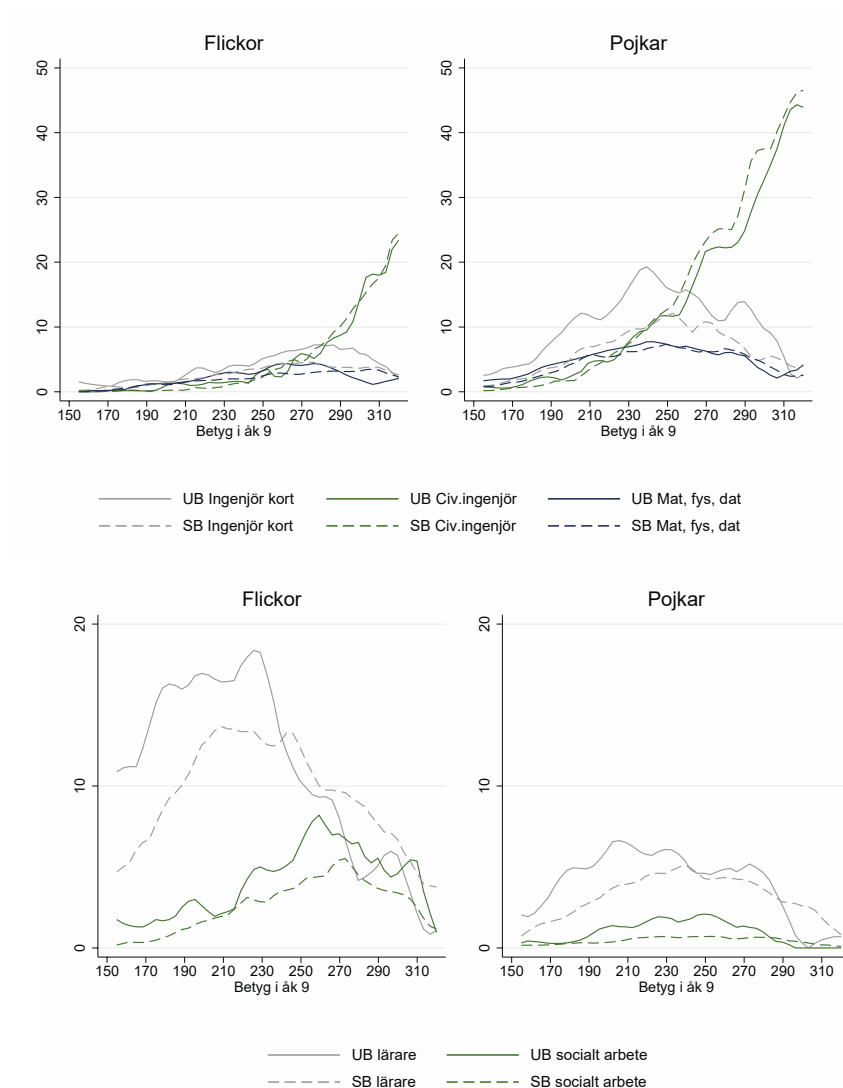 Flickor
Pojkar
50
40
30
20
10
0
150 170 190 210 230 250 270 290 310
Betyg i åk 9
50
40
30
20
10
0
150 170 190 210 230 250 270 290 310
Betyg i åk 9
UB Ingenjör kort
UB Civ.ingenjör
UB Mat, fys, dat
SB Ingenjör kort
SB Civ.ingenjör
SB Mat, fys, dat
Flickor
Pojkar
20
10
0
150 170 190 210 230 250 270 290 310
Betyg i åk 9
20
10
0
150 170 190 210 230 250 270 290 310
Betyg i åk 9
UB lärare
UB socialt arbete
SB lärare
SB socialt arbete